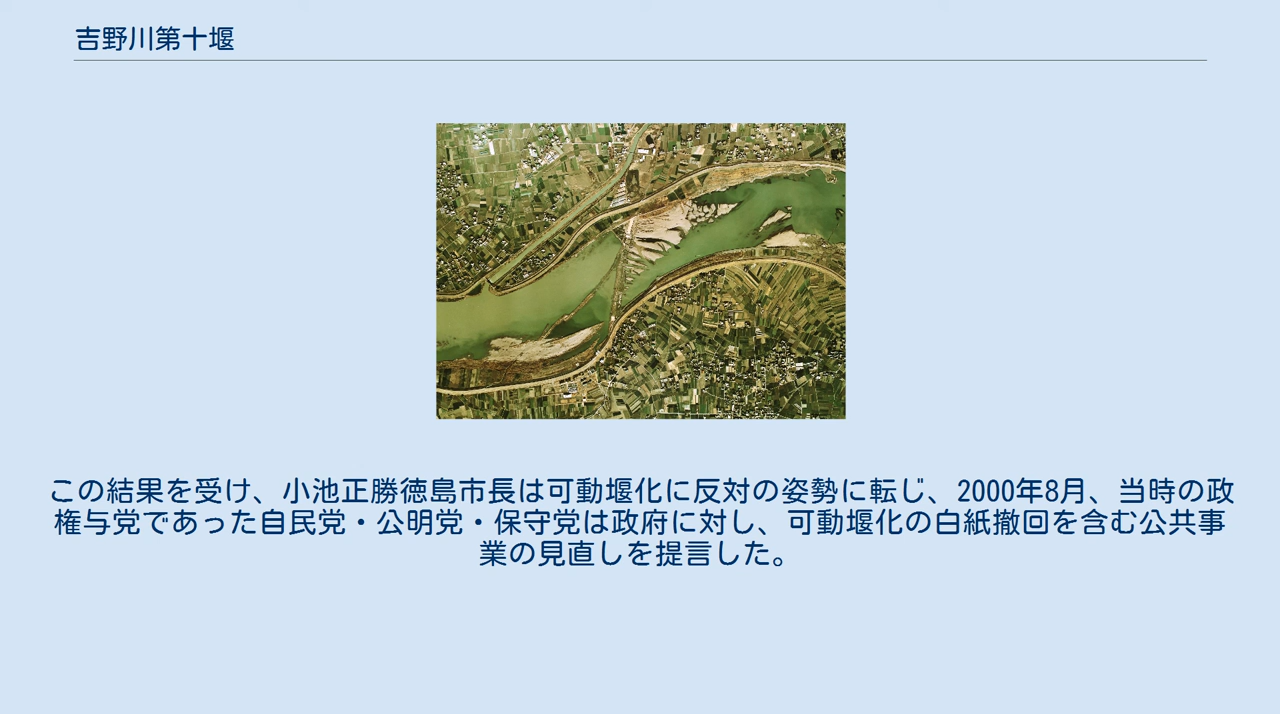 吉野川第十堰
この結果を受け、小池正勝徳島市長は可動堰化に反対の姿勢に転じ、2000年8月、当時の政
権与党であった自民党・公明党・保守党は政府に対し、可動堰化の白紙撤回を含む公共事
業の見直しを提言した。